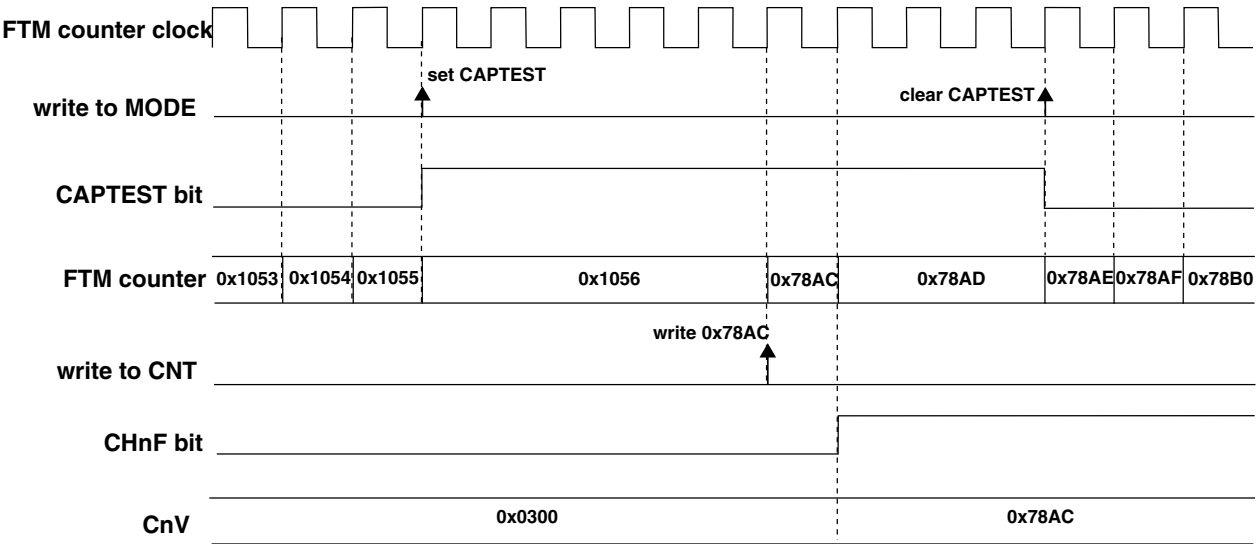 FTM counter clock
set CAPTEST
clear CAPTEST
write to MODE
CAPTEST bit
FTM counter 0x1053 0x1054 0x1055 0x1056 0x78AC 0x78AD 0x78AE 0x78AF 0x78B0
write 0x78AC
write to CNT
CHnF bit
CnV 0x0300 0x78AC